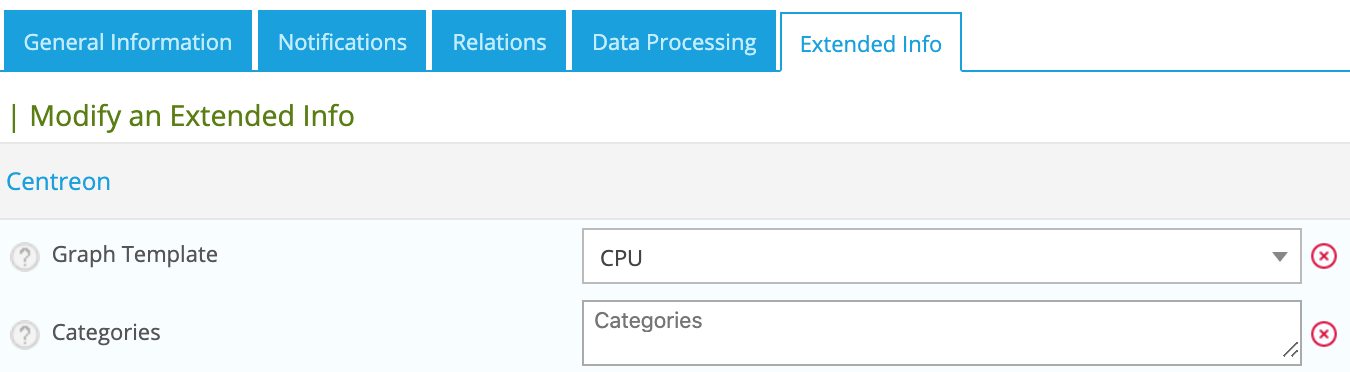 General Information Notifications Relations Data Processing Extended Info
| Modify an Extended Info
Centreon
? Graph Template CPU
? Categories Categories